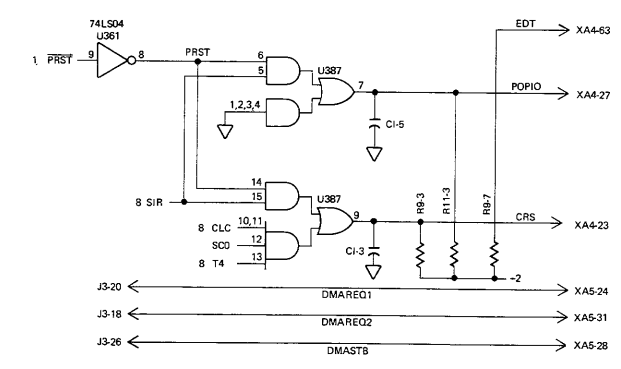 74LS04
U361
1 PRST 9 8 PRST
EDT
XA4-63
6
5
U387
7
POPIO
XA4-27
1,2,3,4
CI-5
8 SIR
14
15
U387
9
CRS
XA4-23
8 CLC 10,11
SC0 12
8 T4 13
CI-3
R9-3
R11-3
R9-7
-2
J3-20
DMAREQ1
XA5-24
J3-18
DMAREQ2
XA5-31
J3-26
DMASTB
XA5-28